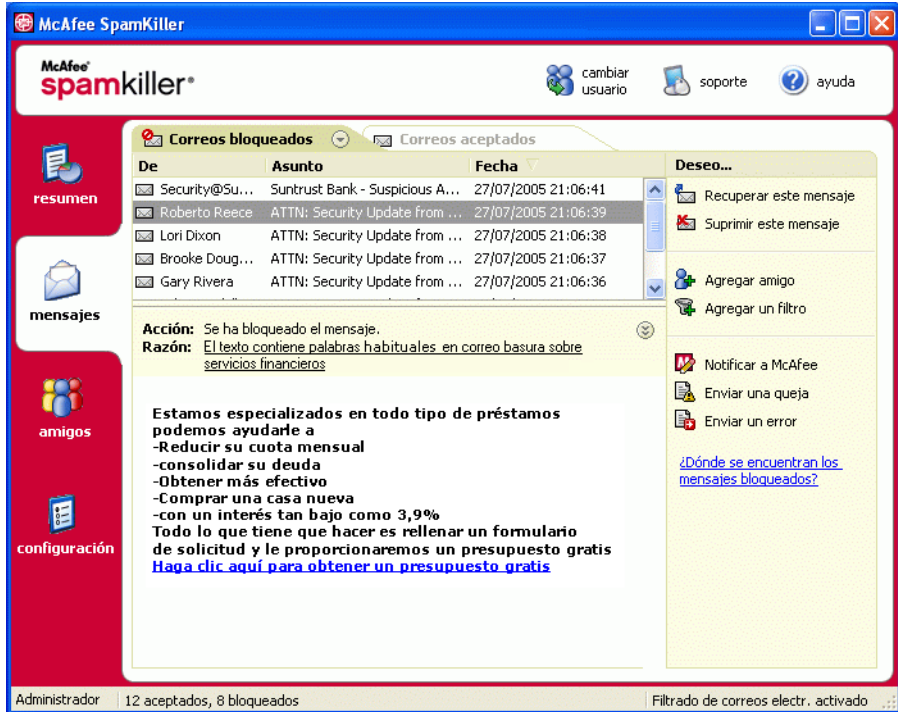 McAfee SpamKiller
McAfee®
spamkiller®
cambiar
usuario
soporte
ayuda
resumen
mensajes
amigos
configuración
Correos bloqueados
Correos aceptados
De Asunto Fecha
Security@Su... Suntrust Bank - Suspicious A... 27/07/2005 21:06:41
Roberto Reece ATTN: Security Update from ... 27/07/2005 21:06:39
Lori Dixon ATTN: Security Update from ... 27/07/2005 21:06:38
Brooke Doug... ATTN: Security Update from ... 27/07/2005 21:06:37
Gary Rivera ATTN: Security Update from ... 27/07/2005 21:06:36
Acción: Se ha bloqueado el mensaje.
Razón: El texto contiene palabras habituales en correo basura sobre
servicios financieros
Estamos especializados en todo tipo de préstamos
podemos ayudarle a
-Reducir su cuota mensual
-consolidar su deuda
-Obtener más efectivo
-Comprar una casa nueva
-con un interés tan bajo como 3,9%
Todo lo que tiene que hacer es rellenar un formulario
de solicitud y le proporcionaremos un presupuesto gratis
Haga clic aquí para obtener un presupuesto gratis
Deseo...
Recuperar este mensaje
Suprimir este mensaje
Agregar amigo
Agregar un filtro
Notificar a McAfee
Enviar una queja
Enviar un error
¿Dónde se encuentran los
mensajes bloqueados?
Administrador
12 aceptados, 8 bloqueados
Filtrado de correos electr. activado